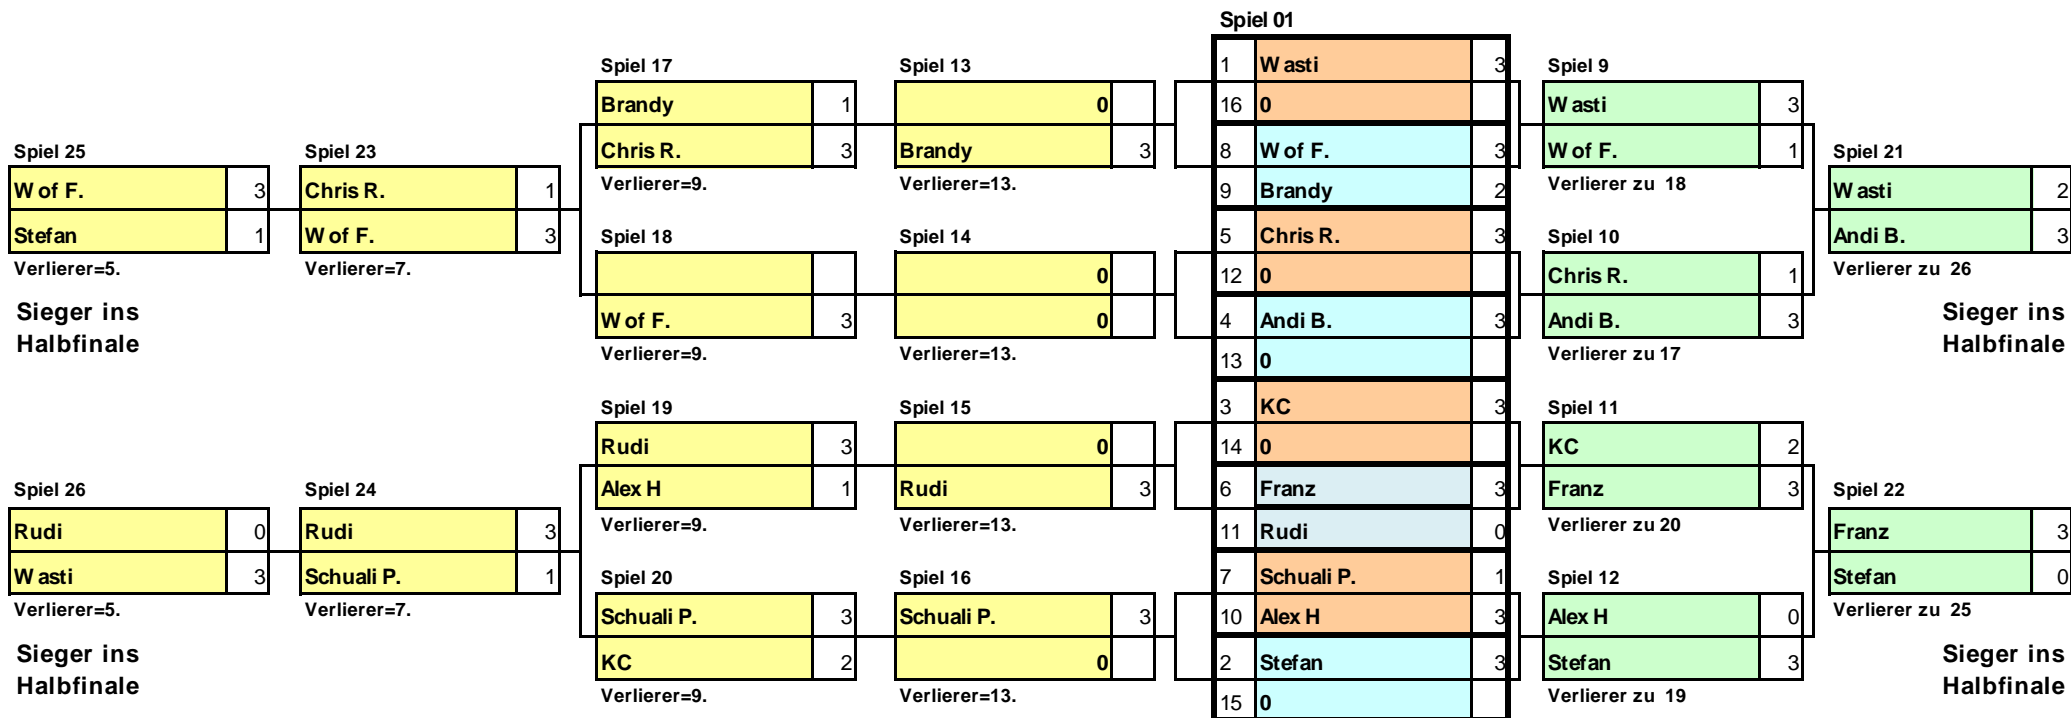 Spiel 01
Spiel 17 Spiel 13 1 Wasti 3 Spiel 9
Brandy 1 0 16 0 Wasti 3
Spiel 25 Spiel 23 Chris R. 3 Brandy 3 8 W of F. 3 W of F. 1 Spiel 21
W of F. 3 Chris R. 1 Verlierer=9. Verlierer=13. 9 Brandy 2 Verlierer zu 18 Wasti 2
Stefan 1 W of F. 3 Spiel 18 Spiel 14 5 Chris R. 3 Spiel 10 Andi B. 3
Verlierer=5. Verlierer=7. 0 12 0 Chris R. 1 Verlierer zu 26
Sieger ins W of F. 3 0 4 Andi B. 3 Andi B. 3 Sieger ins
Halbfinale Verlierer=9. Verlierer=13. 13 0 Verlierer zu 17 Halbfinale
Spiel 19 Spiel 15 3 KC 3 Spiel 11
Rudi 3 0 14 0 KC 2
Spiel 26 Spiel 24 Alex H 1 Rudi 3 6 Franz 3 Franz 3 Spiel 22
Rudi 0 Rudi 3 Verlierer=9. Verlierer=13. 11 Rudi 0 Verlierer zu 20 Franz 3
Wasti 3 Schuali P. 1 Spiel 20 Spiel 16 7 Schuali P. 1 Spiel 12 Stefan 0
Verlierer=5. Verlierer=7. Schuali P. 3 Schuali P. 3 10 Alex H 3 Alex H 0 Verlierer zu 25
Sieger ins KC 2 0 2 Stefan 3 Stefan 3 Sieger ins
Halbfinale Verlierer=9. Verlierer=13. 15 0 Verlierer zu 19 Halbfinale